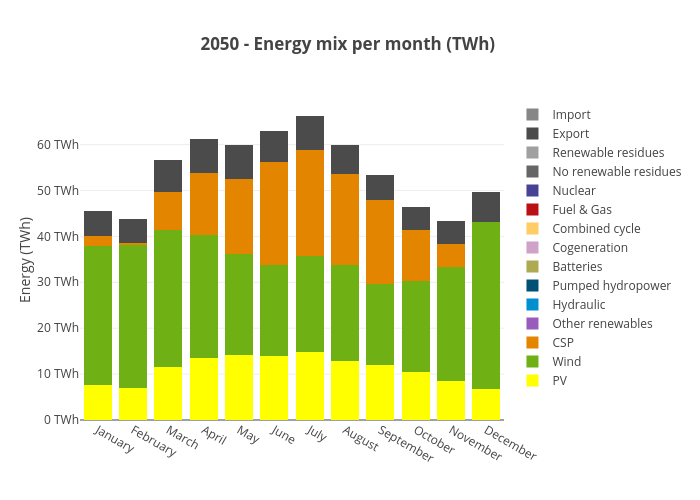 2050 - Energy mix per month (TWh)
Import
Export
Renewable residues
No renewable residues
Nuclear
Fuel & Gas
Combined cycle
Cogeneration
Batteries
Pumped hydropower
Hydraulic
Other renewables
CSP
Wind
PV
Energy (TWh)
60 TWh
50 TWh
40 TWh
30 TWh
20 TWh
10 TWh
0 TWh
January
February
March
April
May
June
July
August
September
October
November
December